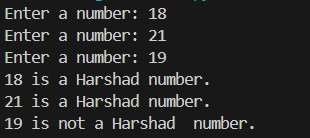 Enter a number: 18
Enter a number: 21
Enter a number: 19
18 is a Harshad number.
21 is a Harshad number.
19 is not a Harshad  number.